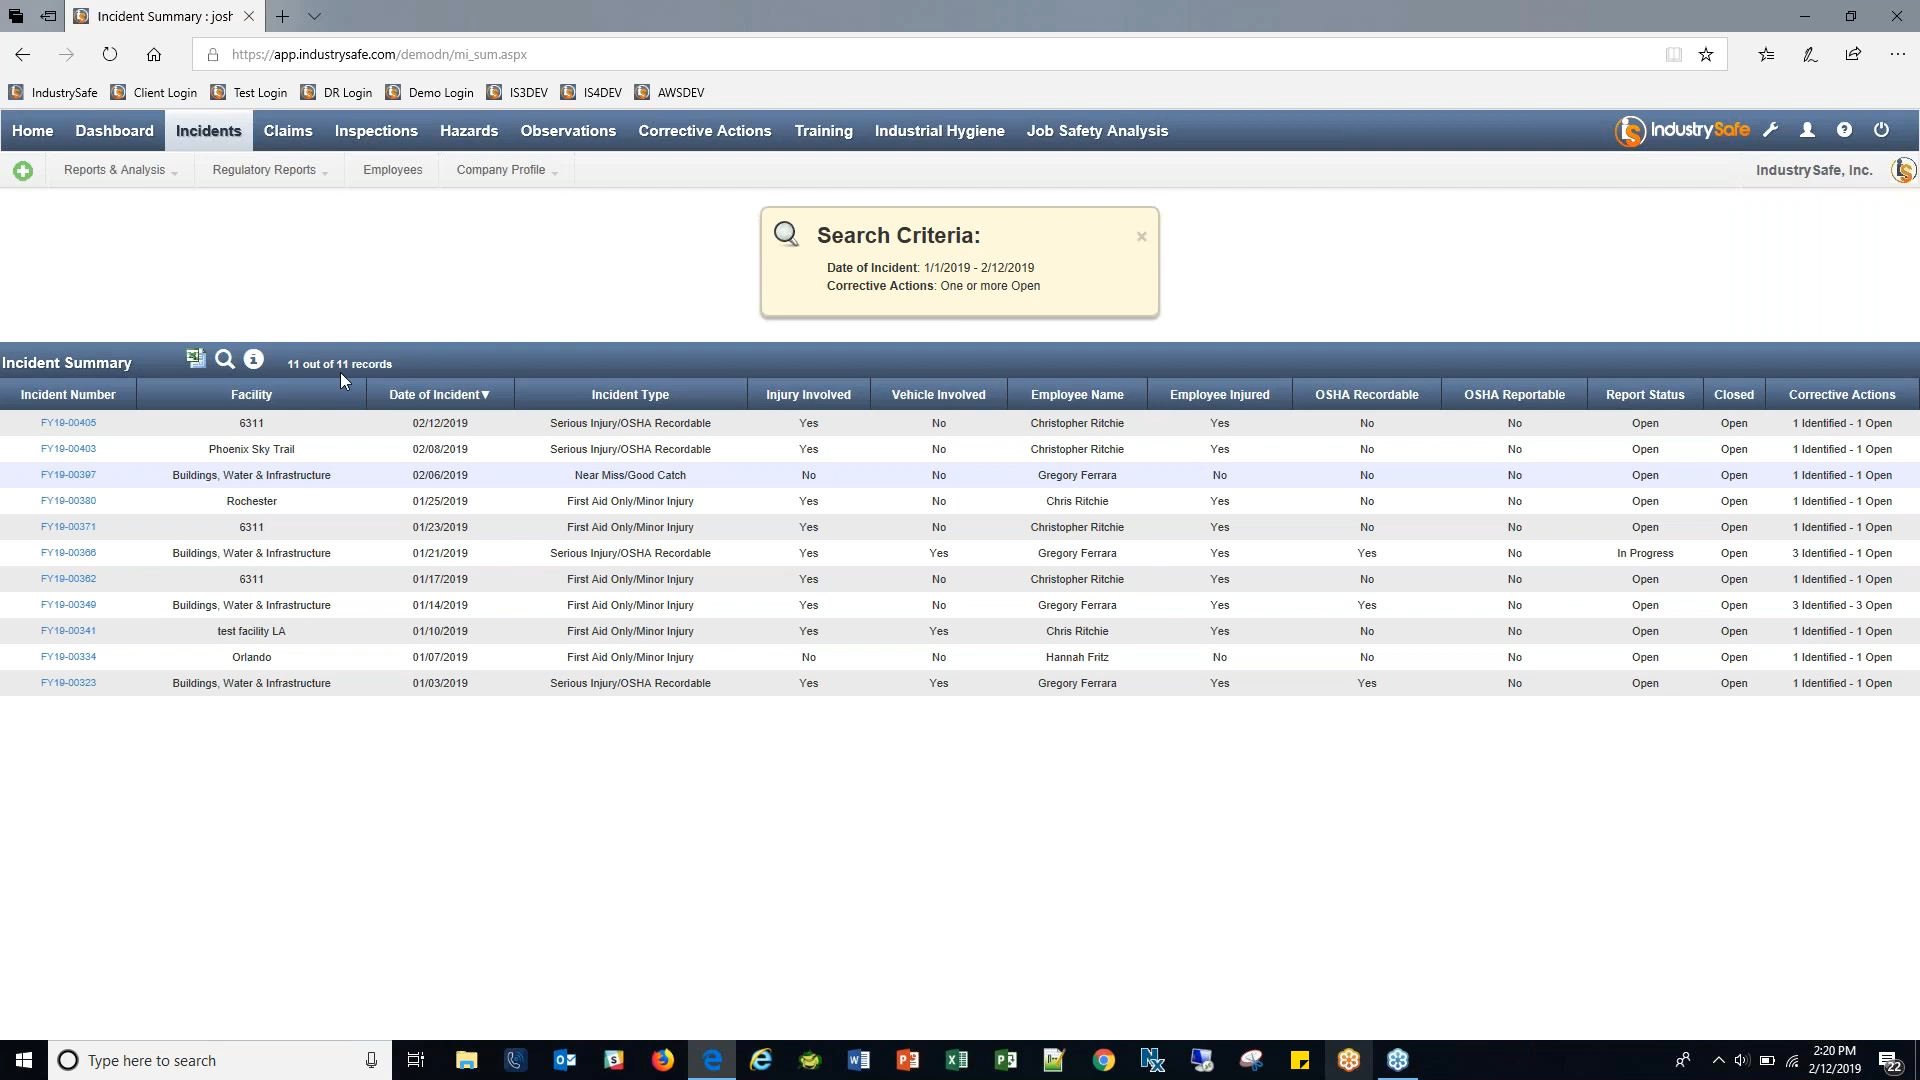 Incident Summary : josh
https://app.industrysafe.com/demodn/mi_sum.aspx
IndustrySafe Client Login Test Login DR Login Demo Login IS3DEV IS4DEV AWSDEV
Home Dashboard Incidents Claims Inspections Hazards Observations Corrective Actions Training Industrial Hygiene Job Safety Analysis IndustrySafe
Reports & Analysis Regulatory Reports Employees Company Profile IndustrySafe, Inc.
Search Criteria:
Date of Incident: 1/1/2019 - 2/12/2019
Corrective Actions: One or more Open
Incident Summary 11 out of 11 records
Incident Number Facility Date of Incident▼ Incident Type Injury Involved Vehicle Involved Employee Name Employee Injured OSHA Recordable OSHA Reportable Report Status Closed Corrective Actions
FY19-00405 6311 02/12/2019 Serious Injury/OSHA Recordable Yes No Christopher Ritchie Yes No No Open Open 1 Identified - 1 Open
FY19-00403 Phoenix Sky Trail 02/08/2019 Serious Injury/OSHA Recordable Yes No Christopher Ritchie Yes No No Open Open 1 Identified - 1 Open
FY19-00397 Buildings, Water & Infrastructure 02/06/2019 Near Miss/Good Catch No No Gregory Ferrara No No No Open Open 1 Identified - 1 Open
FY19-00380 Rochester 01/25/2019 First Aid Only/Minor Injury Yes No Chris Ritchie Yes No No Open Open 1 Identified - 1 Open
FY19-00371 6311 01/23/2019 First Aid Only/Minor Injury Yes No Christopher Ritchie Yes No No Open Open 1 Identified - 1 Open
FY19-00366 Buildings, Water & Infrastructure 01/21/2019 Serious Injury/OSHA Recordable Yes Yes Gregory Ferrara Yes Yes No In Progress Open 3 Identified - 1 Open
FY19-00362 6311 01/17/2019 First Aid Only/Minor Injury Yes No Christopher Ritchie Yes No No Open Open 1 Identified - 1 Open
FY19-00349 Buildings, Water & Infrastructure 01/14/2019 First Aid Only/Minor Injury Yes No Gregory Ferrara Yes Yes No Open Open 3 Identified - 3 Open
FY19-00341 test facility LA 01/10/2019 First Aid Only/Minor Injury Yes Yes Chris Ritchie Yes No No Open Open 1 Identified - 1 Open
FY19-00334 Orlando 01/07/2019 First Aid Only/Minor Injury No No Hannah Fritz No No No Open Open 1 Identified - 1 Open
FY19-00323 Buildings, Water & Infrastructure 01/03/2019 Serious Injury/OSHA Recordable Yes Yes Gregory Ferrara Yes Yes No Open Open 1 Identified - 1 Open
Type here to search
2:20 PM
2/12/2019
22